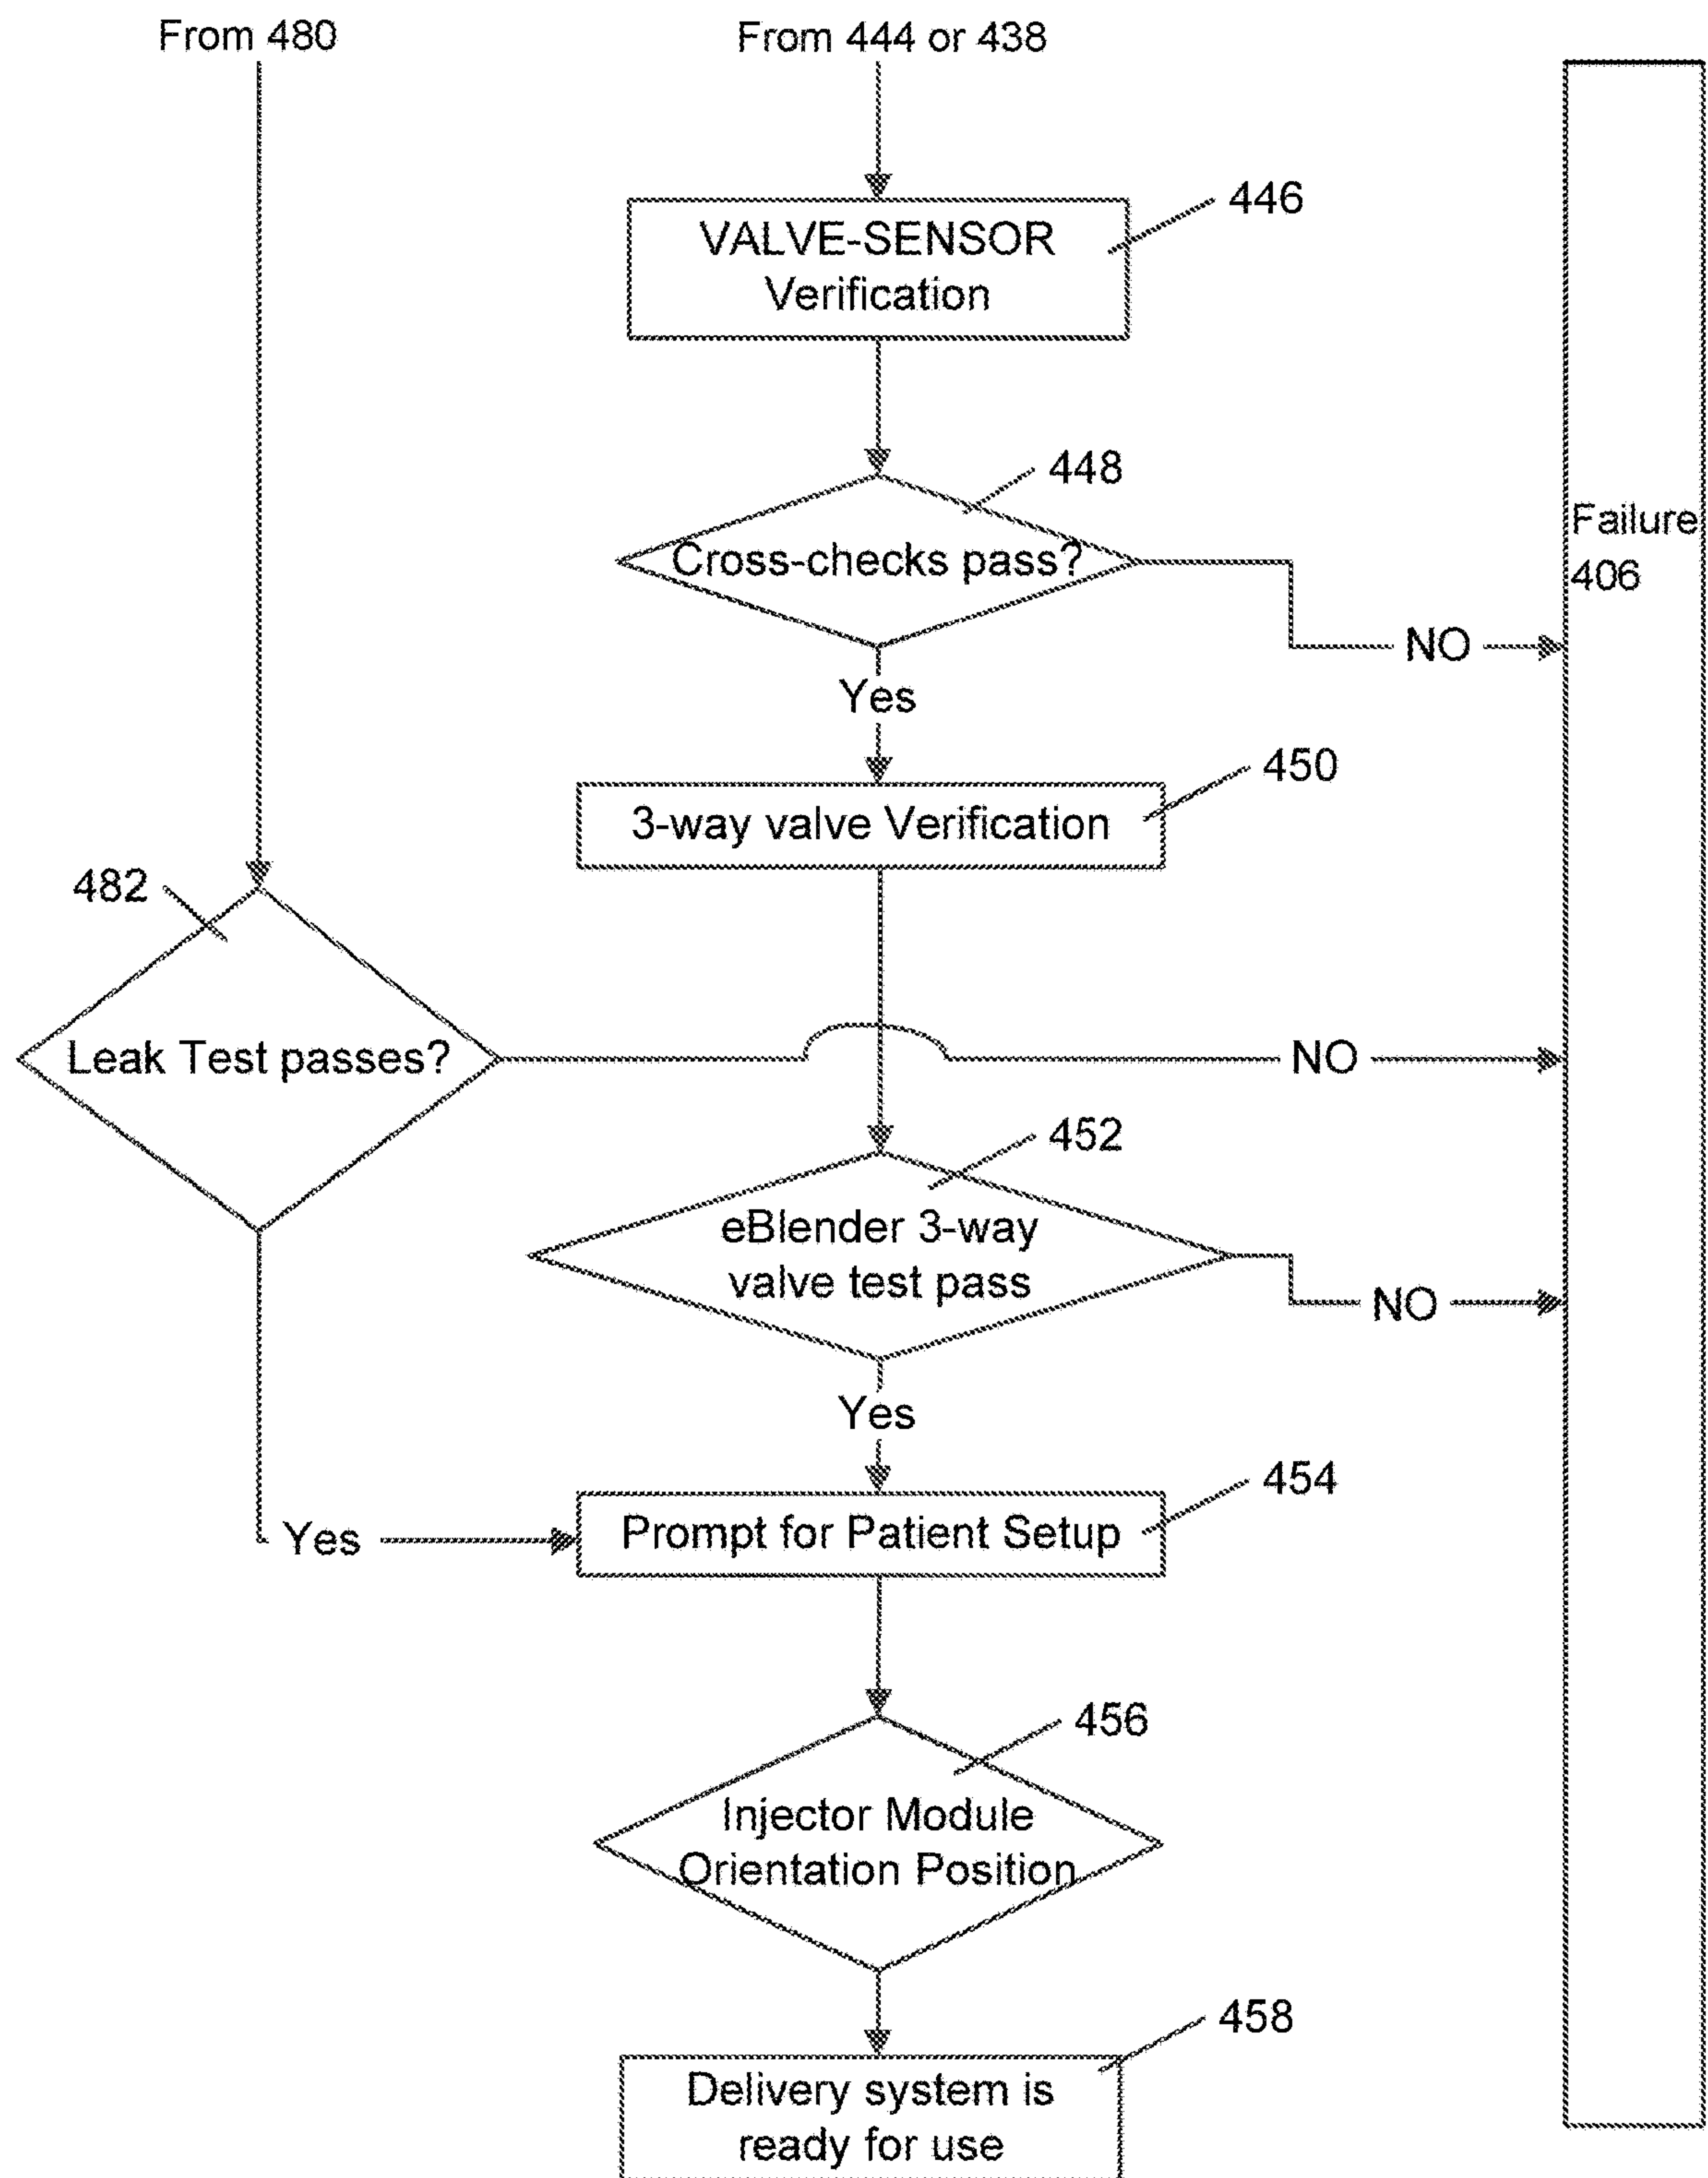 From 480
From 444 or 438
446
VALVE-SENSOR
Verification
448
Cross-checks pass?
Failure
406
NO
Yes
450
3-way valve Verification
482
Leak Test passes?
NO
452
eBlender 3-way
valve test pass
NO
Yes
454
Prompt for Patient Setup
Yes
456
Injector Module
Orientation Position
458
Delivery system is
ready for use